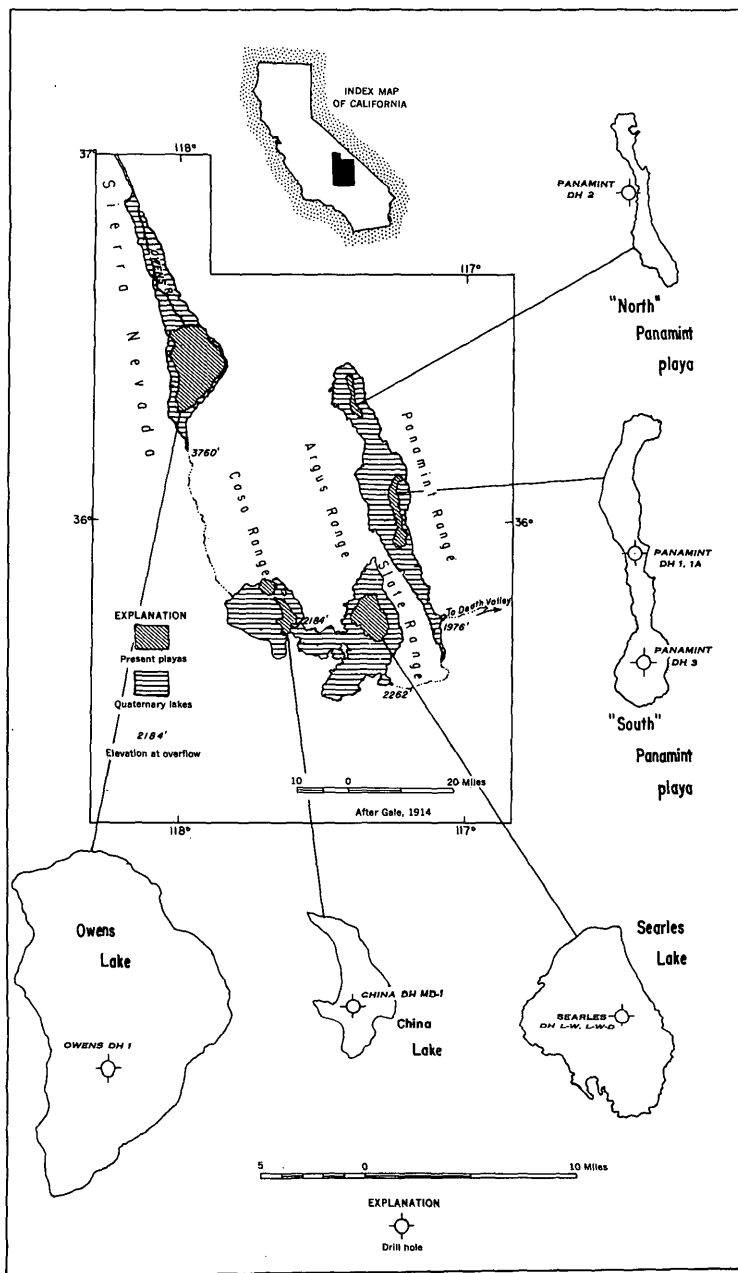 INDEX MAP
OF CALIFORNIA
37°
118°
117°
Sierra Nevada
OWENS R.
PANAMINT
DH 2
"North"
Panamint
playa
3760'
Coso Range
Argus Range
Panamint Range
36°
36°
Slate Range
To Death Valley
1976'
2184'
2262'
EXPLANATION
Present playas
Quaternary lakes
2184'
Elevation at overflow
PANAMINT
DH 1, 1A
PANAMINT
DH 3
"South"
Panamint
playa
10 0 20 Miles
After Gale, 1914
118°
117°
Owens
Lake
OWENS DH 1
CHINA DH MD-1
China
Lake
Searles
Lake
SEARLES
DH L-W, L-W-D
5 0 10 Miles
EXPLANATION
Drill hole